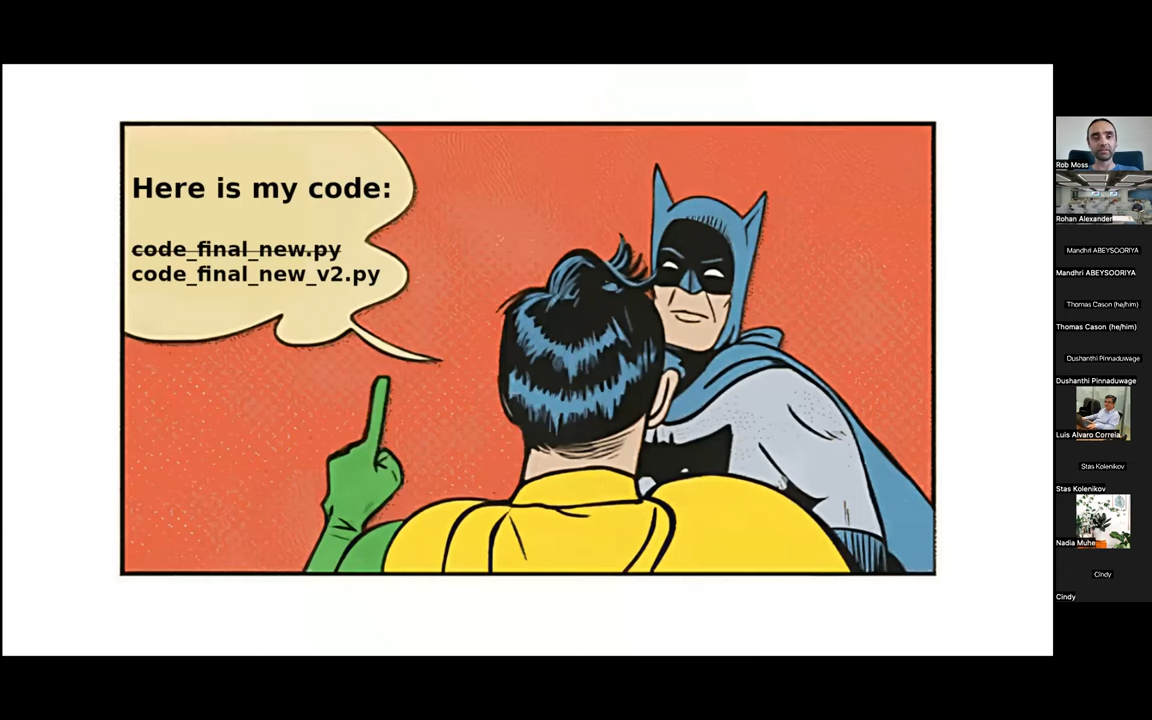 Here is my code:
code_final_new.py
code_final_new_v2.py
Rob Moss
Rohan Alexander
Mandhri ABEYSOORIYA
Mandhri ABEYSOORIYA
Thomas Cason (he/him)
Thomas Cason (he/him)
Dushanthi Pinnaduwage
Dushanthi Pinnaduwage
Luis Alvaro Correia
Stas Kolenikov
Stas Kolenikov
Nadia Muhe
Cindy
Cindy